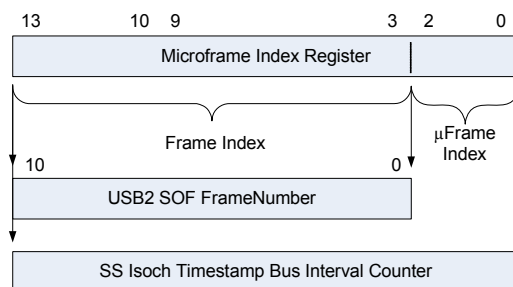 13 10 9 3 2 0
Microframe Index Register
Frame Index
μFrame
Index
10 0
USB2 SOF FrameNumber
SS Isoch Timestamp Bus Interval Counter